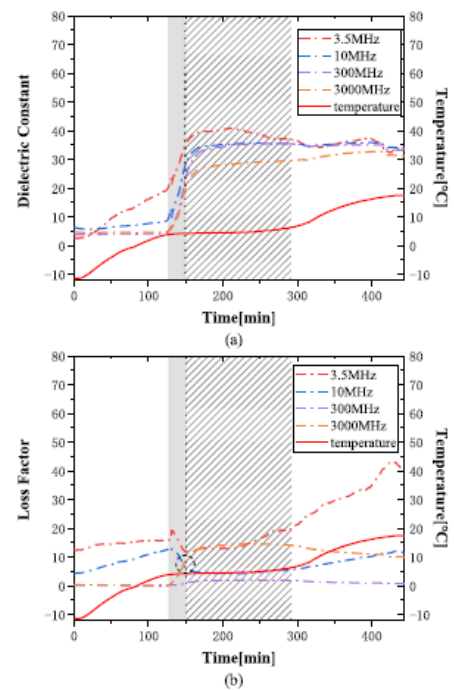 80
70
60
50
40
30
20
10
0
−10
Dielectric Constant
3.5MHz
10MHz
300MHz
3000MHz
temperature
80
70
60
50
40
30
20
10
0
−10
Temperature[°C]
0
100
200
300
400
Time[min]
(a)
80
70
60
50
40
30
20
10
0
−10
Loss Factor
3.5MHz
10MHz
300MHz
3000MHz
temperature
80
70
60
50
40
30
20
10
0
−10
Temperature[°C]
0
100
200
300
400
Time[min]
(b)